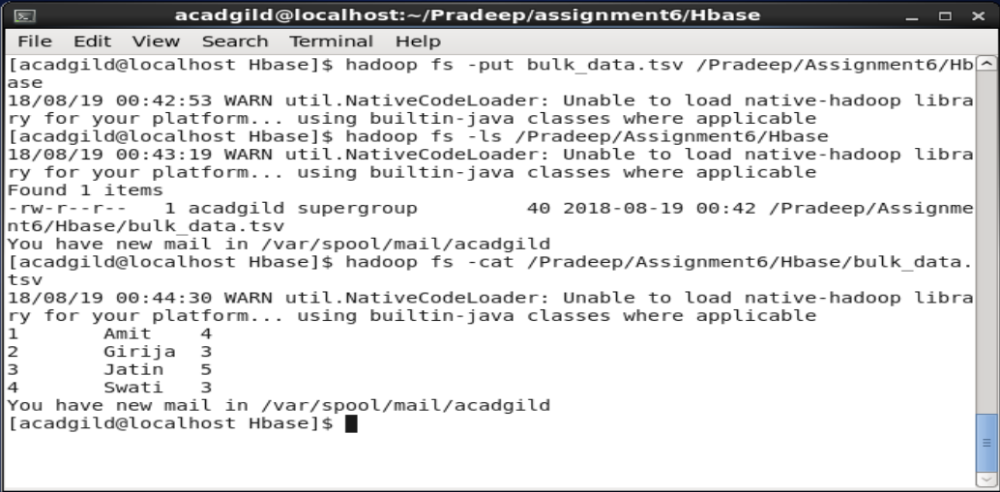 acadgild@localhost:~/Pradeep/assignment6/Hbase
File Edit View Search Terminal Help
[acadgild@localhost Hbase]$ hadoop fs -put bulk_data.tsv /Pradeep/Assignment6/Hb
ase
18/08/19 00:42:53 WARN util.NativeCodeLoader: Unable to load native-hadoop libra
ry for your platform... using builtin-java classes where applicable
[acadgild@localhost Hbase]$ hadoop fs -ls /Pradeep/Assignment6/Hbase
18/08/19 00:43:19 WARN util.NativeCodeLoader: Unable to load native-hadoop libra
ry for your platform... using builtin-java classes where applicable
Found 1 items
-rw-r--r--   1 acadgild supergroup         40 2018-08-19 00:42 /Pradeep/Assignme
nt6/Hbase/bulk_data.tsv
You have new mail in /var/spool/mail/acadgild
[acadgild@localhost Hbase]$ hadoop fs -cat /Pradeep/Assignment6/Hbase/bulk_data.
tsv
18/08/19 00:44:30 WARN util.NativeCodeLoader: Unable to load native-hadoop libra
ry for your platform... using builtin-java classes where applicable
1       Amit    4
2       Girija  3
3       Jatin   5
4       Swati   3
You have new mail in /var/spool/mail/acadgild
[acadgild@localhost Hbase]$